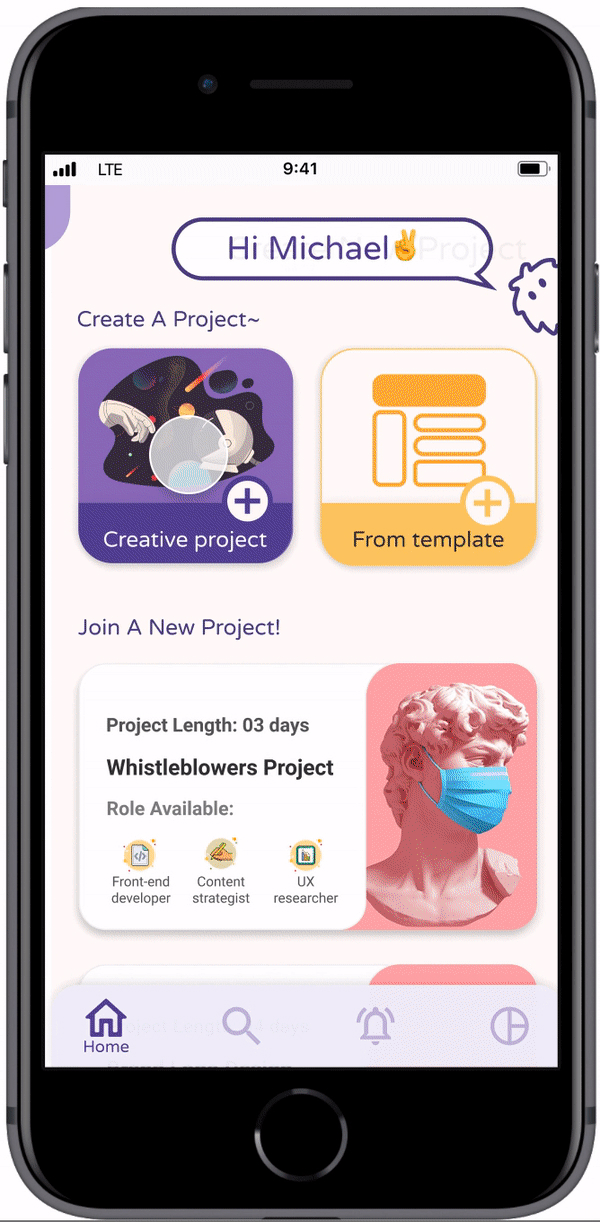 LTE 9:41
Hi Michael✌️ Project
Create A Project~
Creative project From template
Join A New Project!
Project Length: 03 days
Whistleblowers Project
Role Available:
Front-end Content UX
developer strategist researcher
Project Length: 4 days
Home